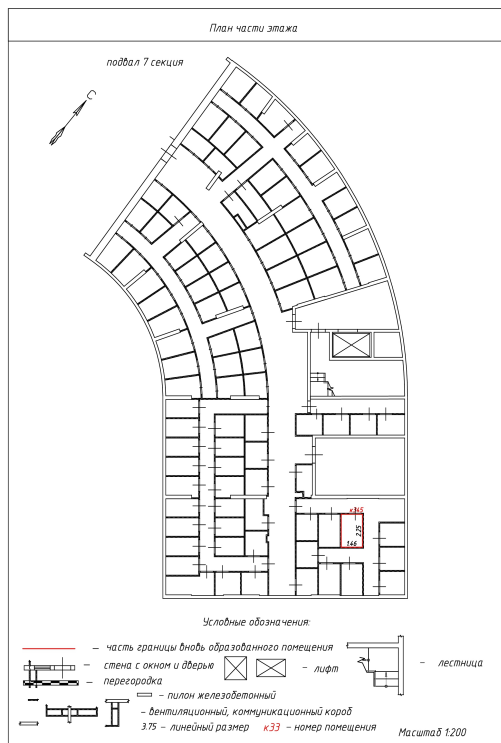 План части этажа
подвал 7 секция
С
к345
2.25
1.46
Условные обозначения:
— часть границы вновь образованного помещения
— стена с окном и дверью
— лифт
— лестница
— перегородка
— пилон железобетонный
— вентиляционный, коммуникационный короб
3.75 – линейный размер
к33 – номер помещения
Масштаб 1:200